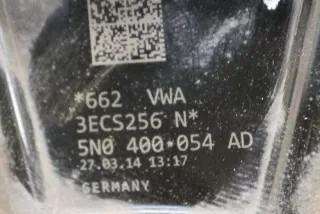 *662 VWA
3ECS256 N*
5N0 400·054 AD
27.03.14 13:17
GERMANY